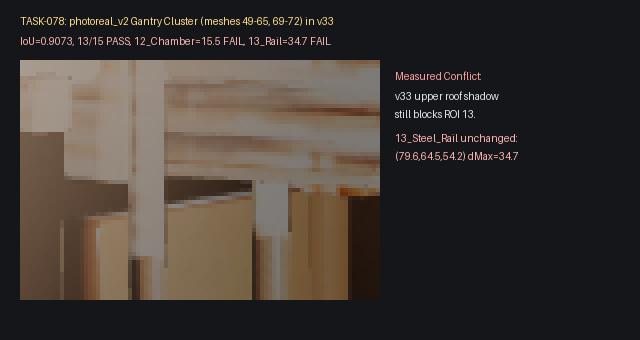 TASK-078: photoreal_v2 Gantry Cluster (meshes 49-65, 69-72) in v33
IoU=0.9073, 13/15 PASS, 12_Chamber=15.5 FAIL, 13_Rail=34.7 FAIL
Measured Conflict
v33 upper roof shadow
still blocks ROI 13.
13_Steel_Rail unchanged:
(79.6,64.5,54.2) dMax=34.7